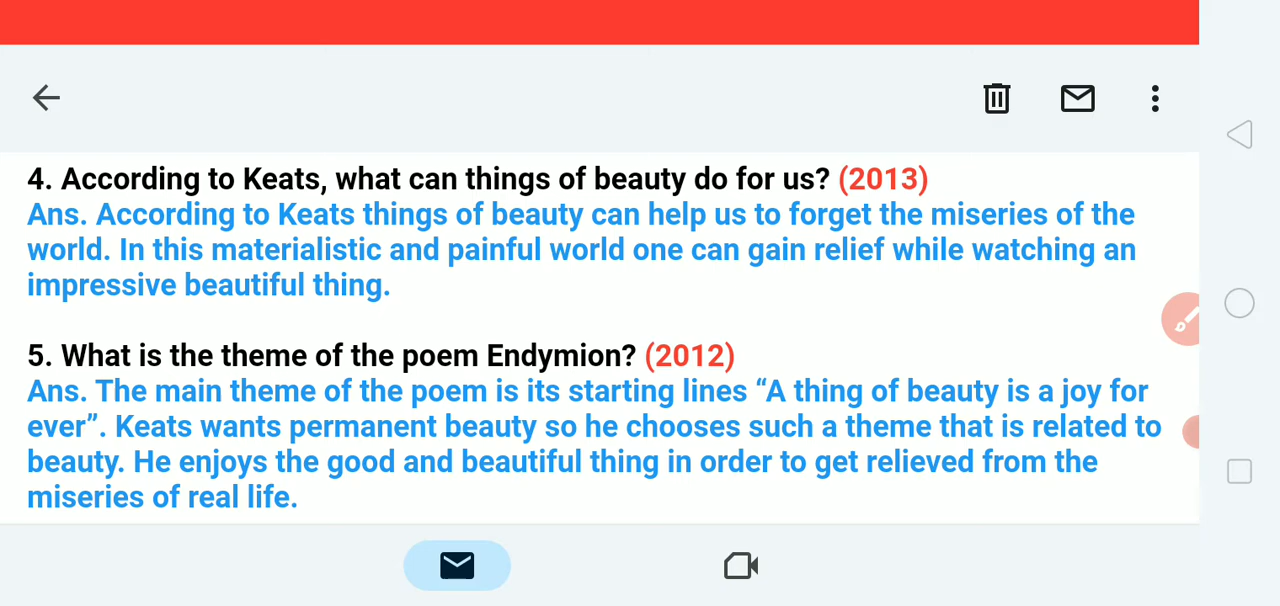 4. According to Keats, what can things of beauty do for us? (2013)
Ans. According to Keats things of beauty can help us to forget the miseries of the
world. In this materialistic and painful world one can gain relief while watching an
impressive beautiful thing.
5. What is the theme of the poem Endymion? (2012)
Ans. The main theme of the poem is its starting lines “A thing of beauty is a joy for
ever”. Keats wants permanent beauty so he chooses such a theme that is related to
beauty. He enjoys the good and beautiful thing in order to get relieved from the
miseries of real life.